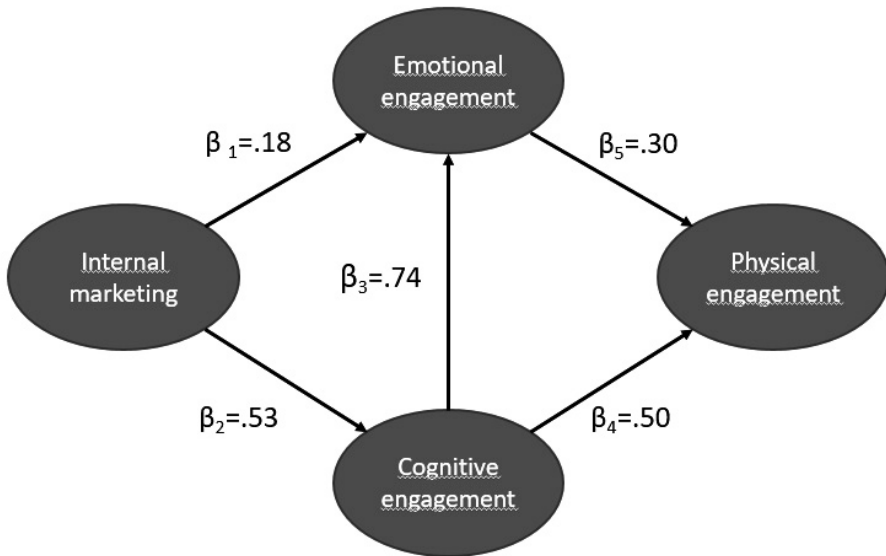 Emotional
engagement
β 1=.18
β5=.30
Internal
marketing
β3=.74
Physical
engagement
β2=.53
β4=.50
Cognitive
engagement